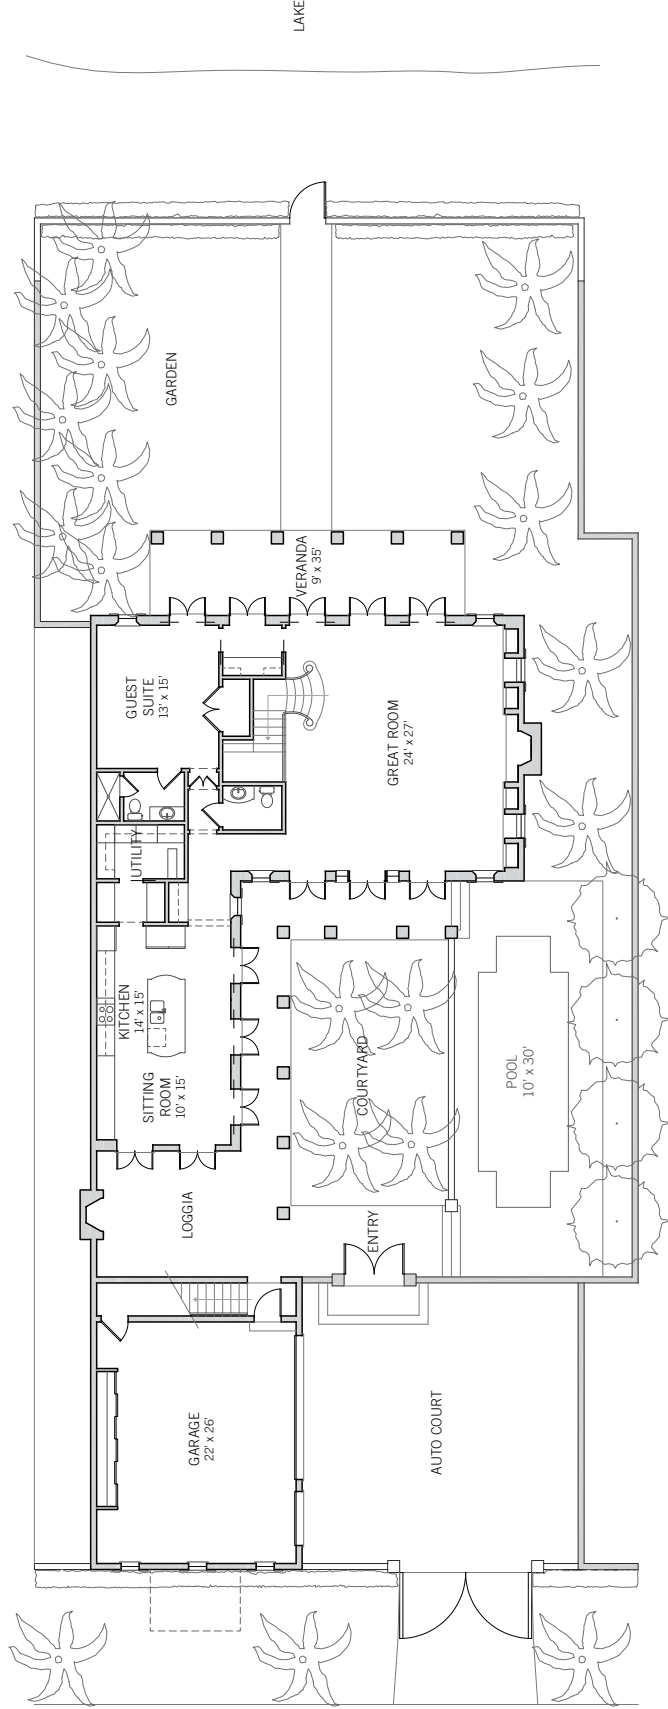 LAKE
GARDEN
VERANDA
9' x 35'
GUEST
SUITE
13' x 15'
GREAT ROOM
24' x 27'
UTILITY
KITCHEN
14' x 15'
SITTING
ROOM
10' x 15'
COURTYARD
POOL
10' x 30'
LOGGIA
ENTRY
GARAGE
22' x 26'
AUTO COURT